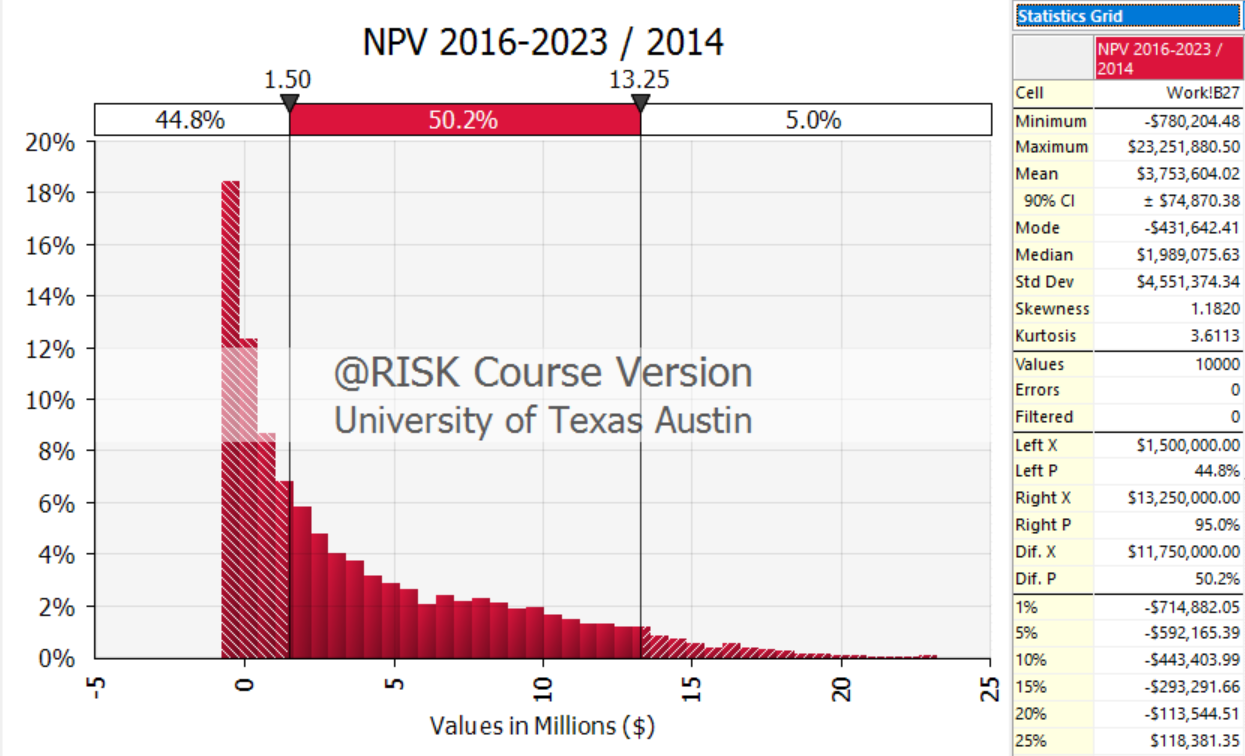 NPV 2016-2023 / 2014
1.50 13.25
44.8% 50.2% 5.0%
20%
18%
16%
14%
12%
10%
8%
6%
4%
2%
0%
@RISK Course Version
University of Texas Austin
-5 0 5 10 15 20 25
Values in Millions ($)
Statistics Grid
NPV 2016-2023 /
2014
Cell Work!B27
Minimum -$780,204.48
Maximum $23,251,880.50
Mean $3,753,604.02
90% CI ± $74,870.38
Mode -$431,642.41
Median $1,989,075.63
Std Dev $4,551,374.34
Skewness 1.1820
Kurtosis 3.6113
Values 10000
Errors 0
Filtered 0
Left X $1,500,000.00
Left P 44.8%
Right X $13,250,000.00
Right P 95.0%
Dif. X $11,750,000.00
Dif. P 50.2%
1% -$714,882.05
5% -$592,165.39
10% -$443,403.99
15% -$293,291.66
20% -$113,544.51
25% $118,381.35